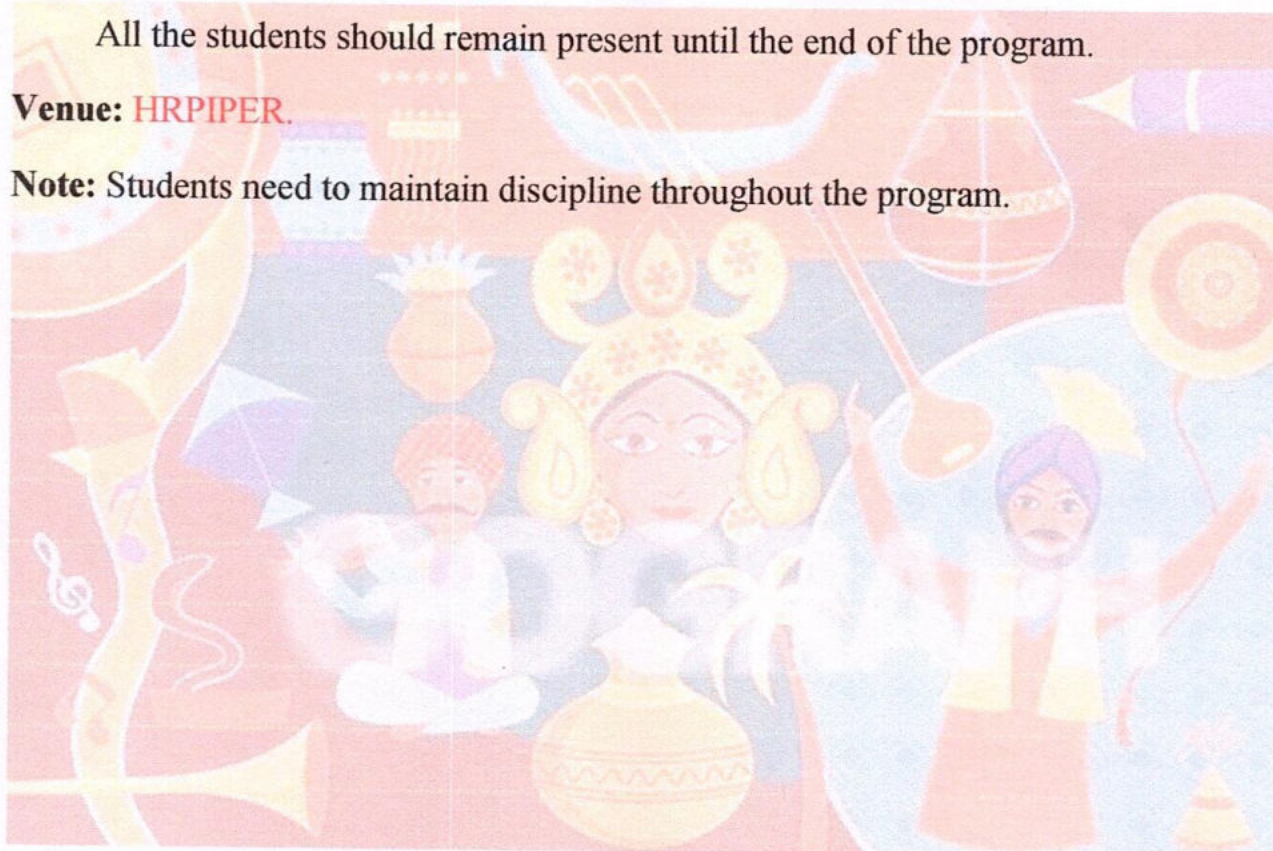 All the students should remain present until the end of the program.
Venue: HRPIPER.
Note: Students need to maintain discipline throughout the program.